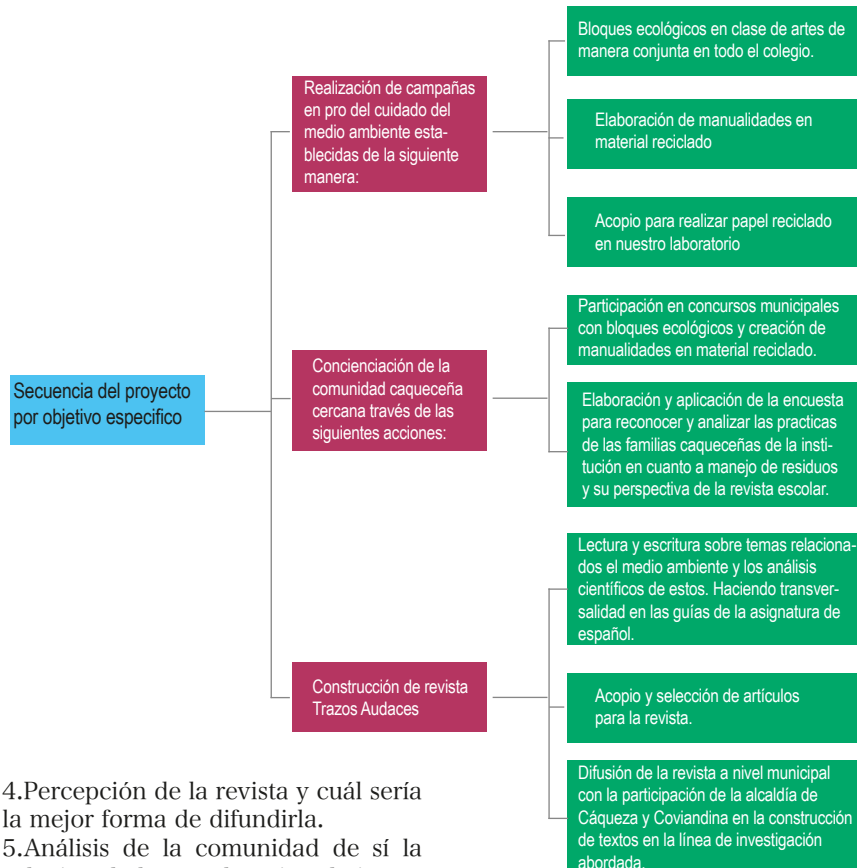 Secuencia del proyecto
por objetivo especifico
Realización de campañas
en pro del cuidado del
medio ambiente esta-
blecidas de la siguiente
manera:
Bloques ecológicos en clase de artes de
manera conjunta en todo el colegio.
Elaboración de manualidades en
material reciclado
Acopio para realizar papel reciclado
en nuestro laboratorio
Concienciación de la
comunidad caqueceña
cercana través de las
siguientes acciones:
Participación en concursos municipales
con bloques ecológicos y creación de
manualidades en material reciclado.
Elaboración y aplicación de la encuesta
para reconocer y analizar las practicas
de las familias caqueceñas de la insti-
tución en cuanto a manejo de residuos
y su perspectiva de la revista escolar.
Construcción de revista
Trazos Audaces
Lectura y escritura sobre temas relaciona-
dos el medio ambiente y los análisis
científicos de estos. Haciendo transver-
salidad en las guías de la asignatura de
español.
Acopio y selección de artículos
para la revista.
Difusión de la revista a nivel municipal
con la participación de la alcaldía de
Cáqueza y Coviandina en la construcción
de textos en la línea de investigación
abordada.
4.Percepción de la revista y cuál sería
la mejor forma de difundirla.
5.Análisis de la comunidad de sí la